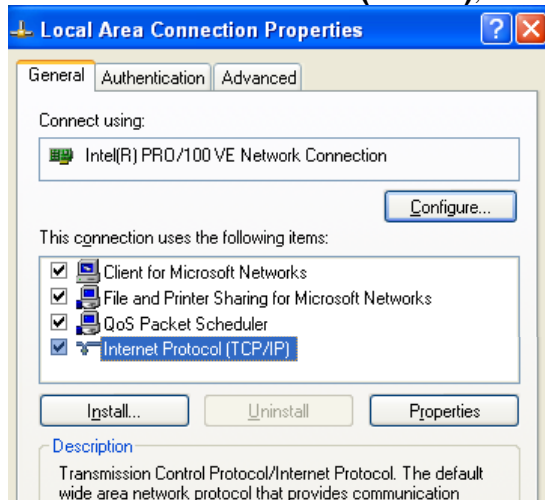 Local Area Connection Properties
General Authentication Advanced
Connect using:
Intel(R) PRO/100 VE Network Connection
Configure...
This connection uses the following items:
Client for Microsoft Networks
File and Printer Sharing for Microsoft Networks
QoS Packet Scheduler
Internet Protocol (TCP/IP)
Install... Uninstall Properties
Description
Transmission Control Protocol/Internet Protocol. The default
wide area network protocol that provides communication